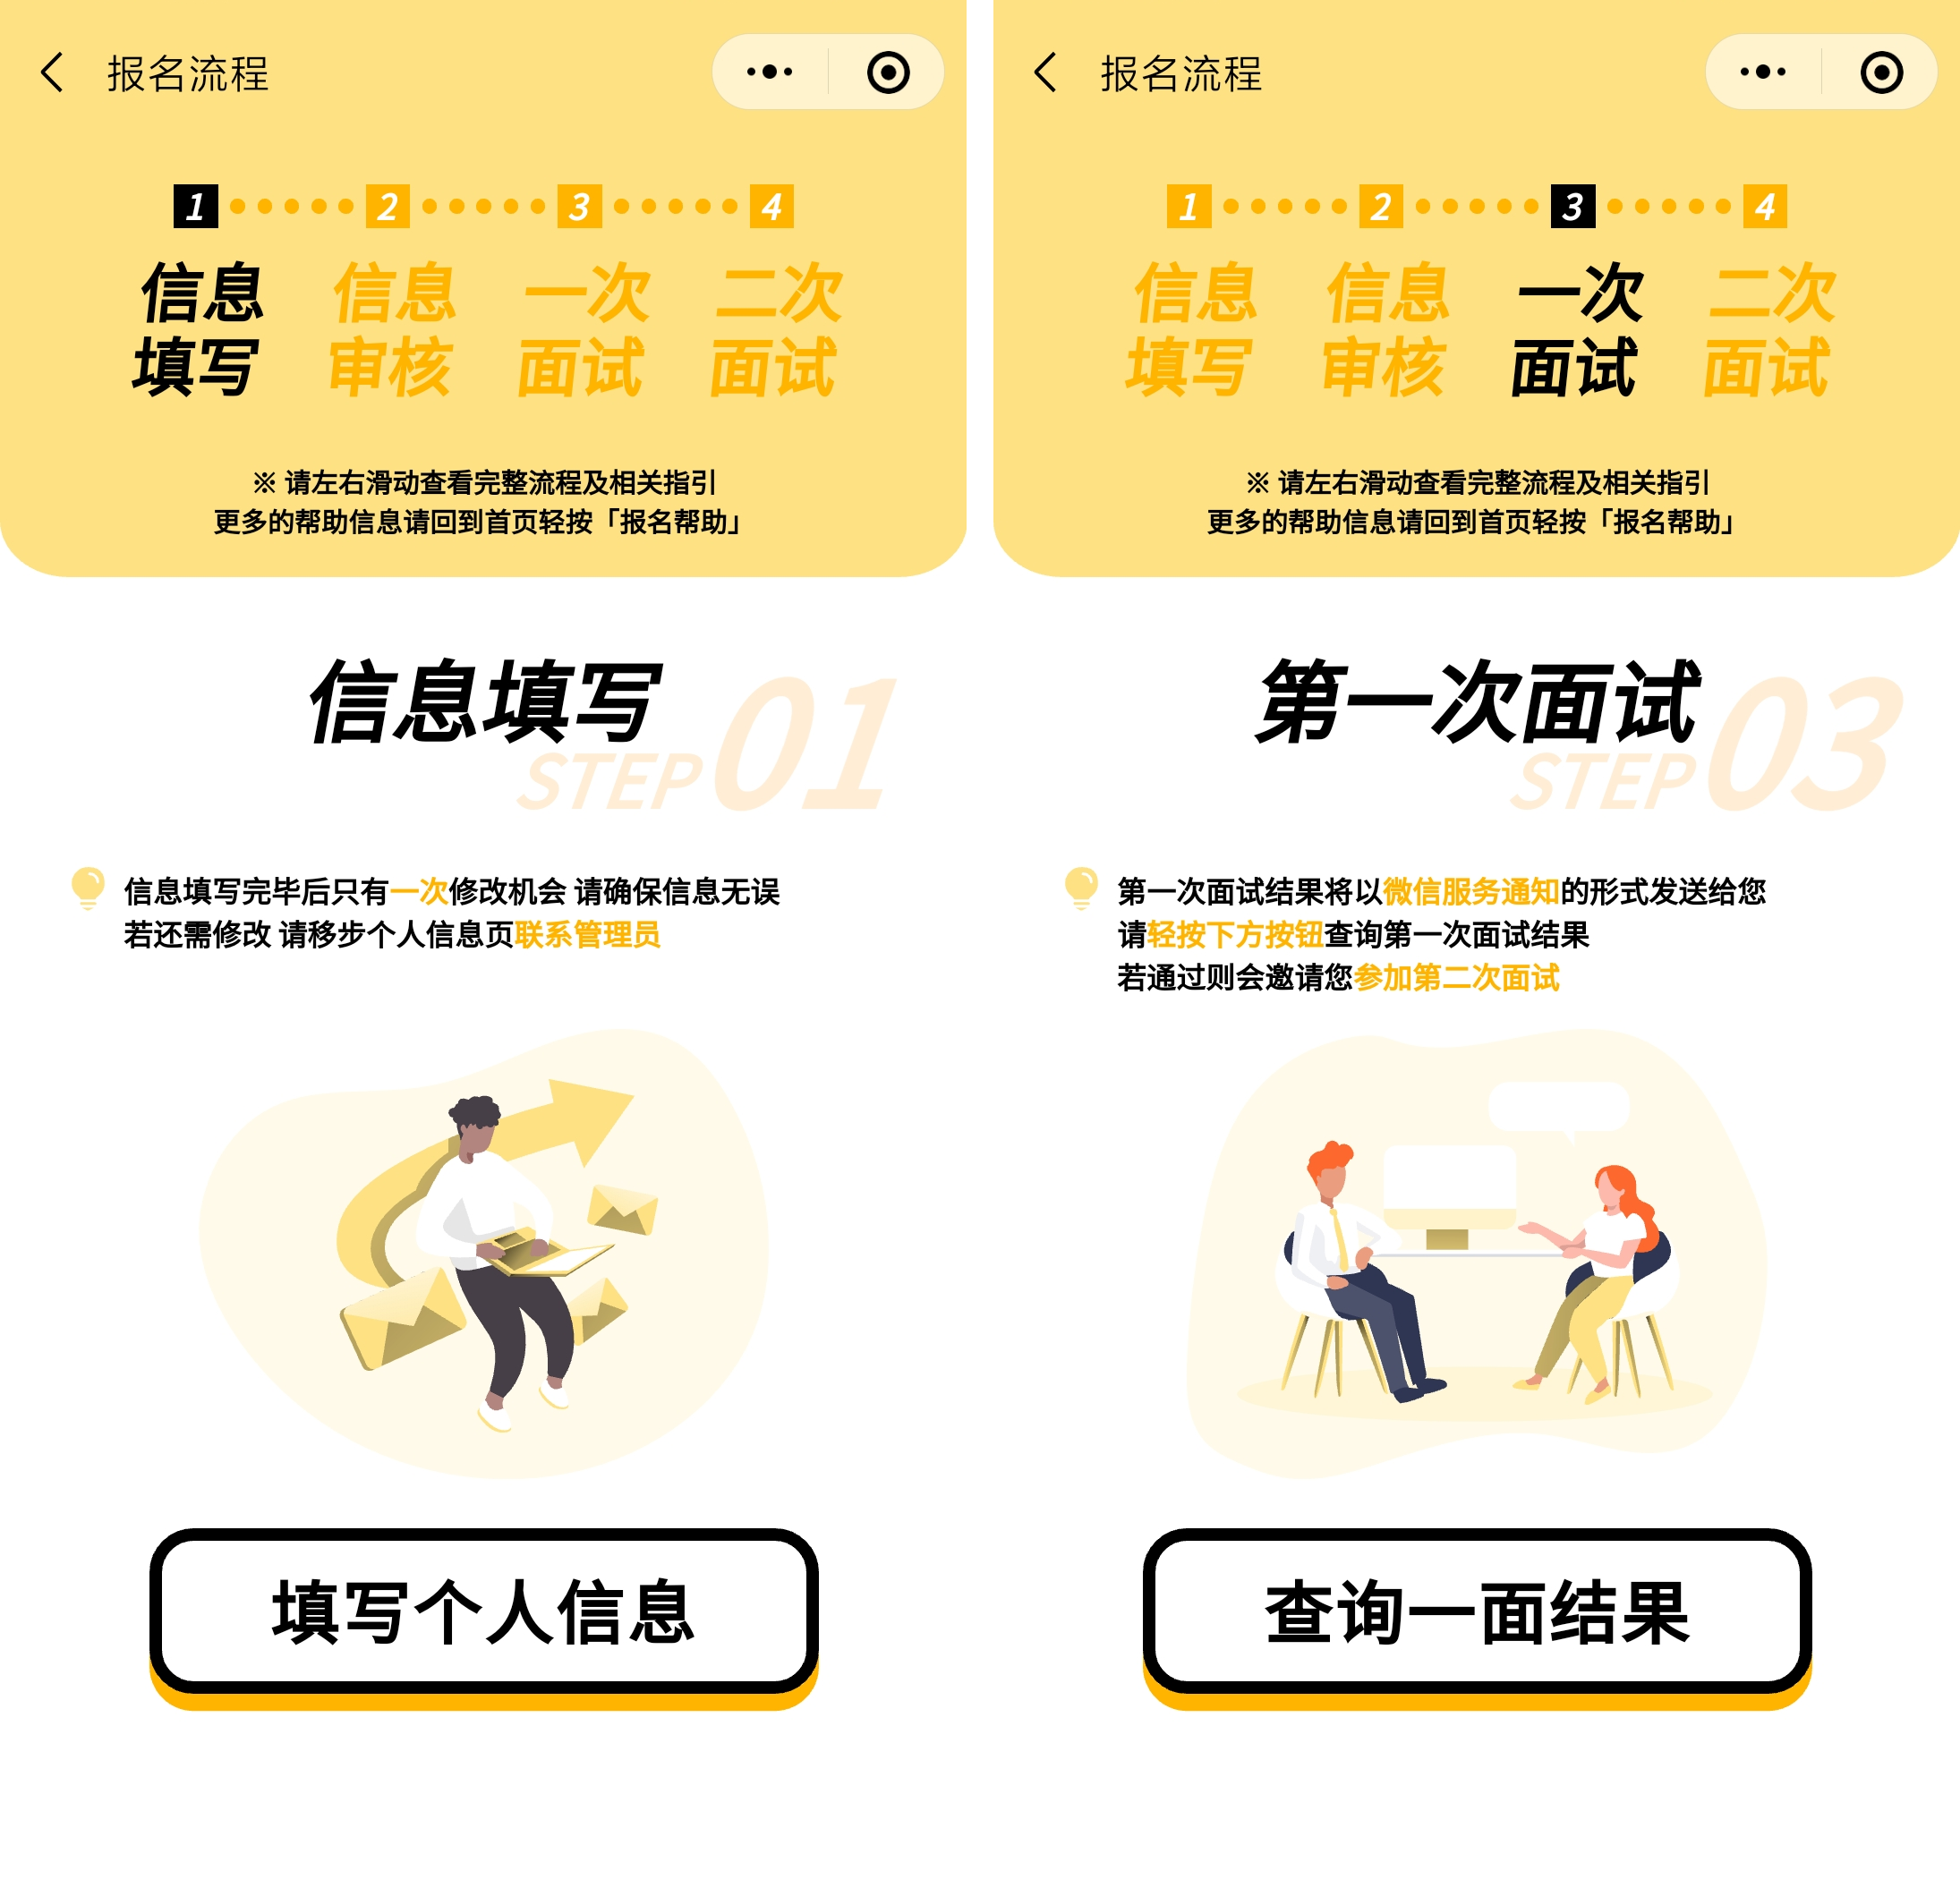 报名流程
1 2 3 4
信息 信息 一次 二次
填写 审核 面试 面试
※ 请左右滑动查看完整流程及相关指引
更多的帮助信息请回到首页轻按「报名帮助」
信息填写
STEP 01
信息填写完毕后只有一次修改机会 请确保信息无误
若还需修改 请移步个人信息页联系管理员
填写个人信息
报名流程
1 2 3 4
信息 信息 一次 二次
填写 审核 面试 面试
※ 请左右滑动查看完整流程及相关指引
更多的帮助信息请回到首页轻按「报名帮助」
第一次面试
STEP 03
第一次面试结果将以微信服务通知的形式发送给您
请轻按下方按钮查询第一次面试结果
若通过则会邀请您参加第二次面试
查询一面结果